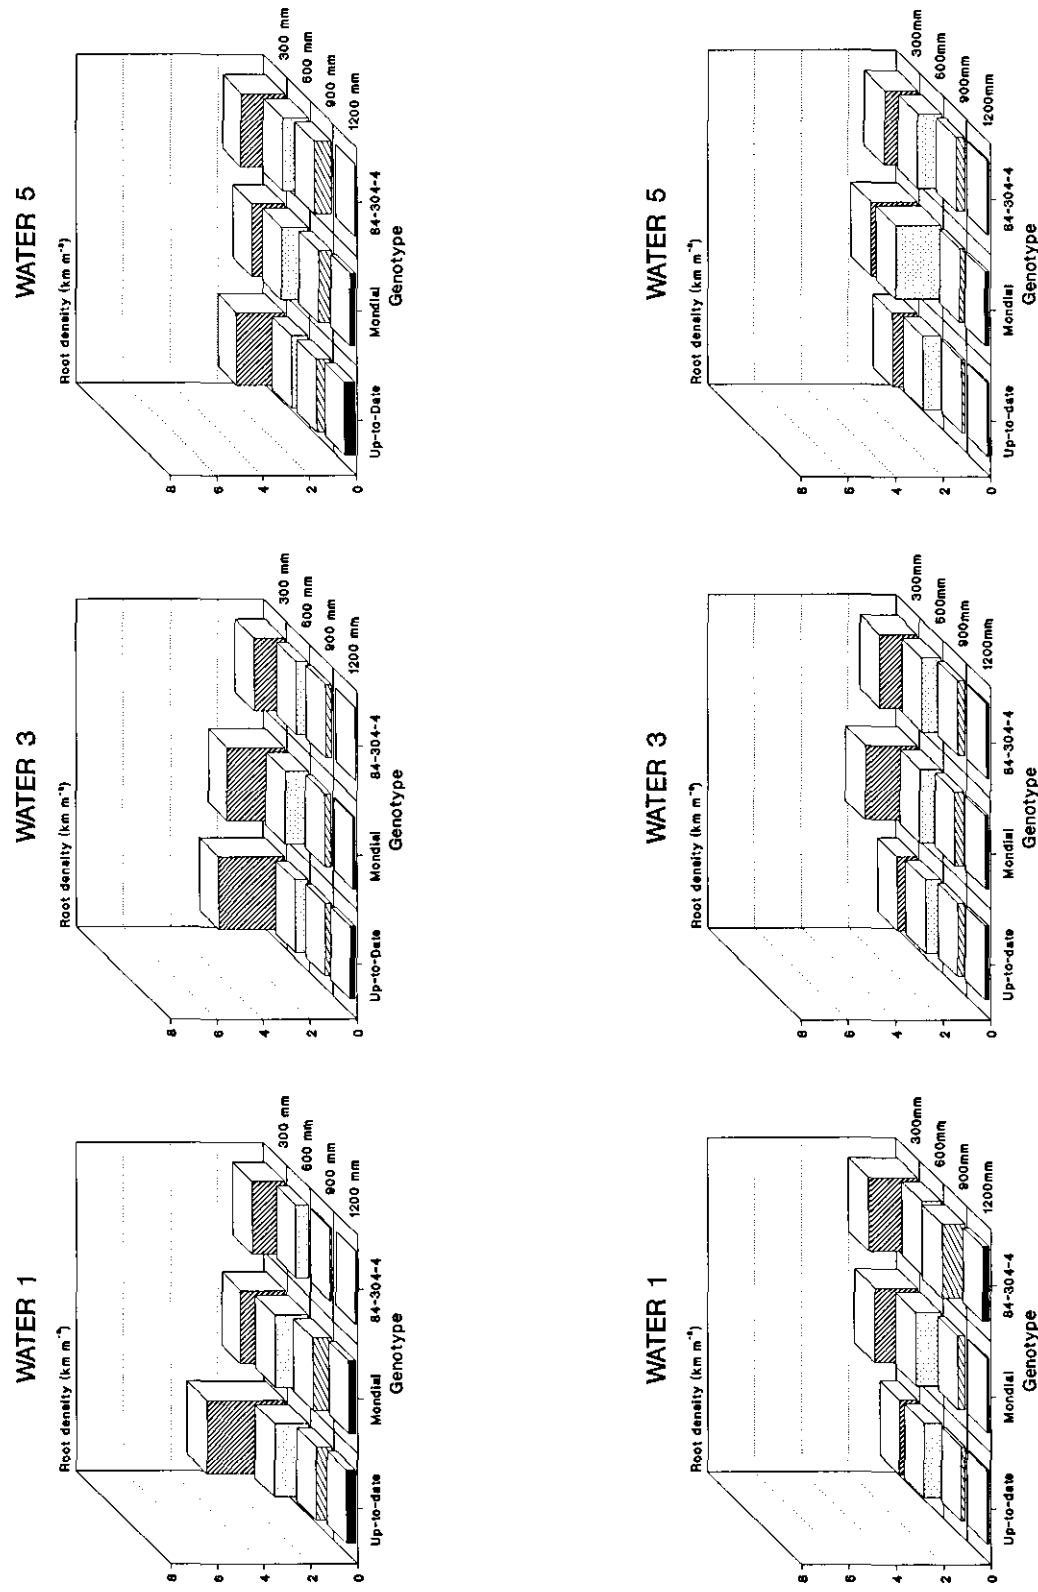 WATER 1
Root density (km m⁻³)
8
6
4
2
0
300 mm
600 mm
900 mm
1200 mm
Up-to-date Mondial 84-304-4
Genotype
WATER 3
Root density (km m⁻³)
8
6
4
2
0
300 mm
600 mm
900 mm
1200 mm
Up-to-Date Mondial 84-304-4
Genotype
WATER 5
Root density (km m⁻³)
8
6
4
2
0
300 mm
600 mm
900 mm
1200 mm
Up-to-Date Mondial 84-304-4
Genotype
WATER 1
Root density (km m⁻³)
8
6
4
2
0
300mm
600mm
900mm
1200mm
Up-to-date Mondial 84-304-4
Genotype
WATER 3
Root density (km m⁻³)
8
6
4
2
0
300mm
600mm
900mm
1200mm
Up-to-date Mondial 84-304-4
Genotype
WATER 5
Root density (km m⁻³)
8
6
4
2
0
300mm
600mm
900mm
1200mm
Up-to-date Mondial 84-304-4
Genotype